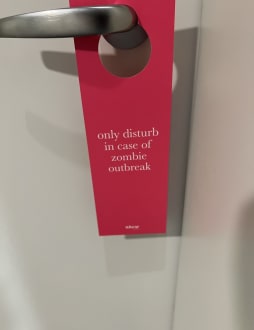 only disturb
in case of
zombie
outbreak